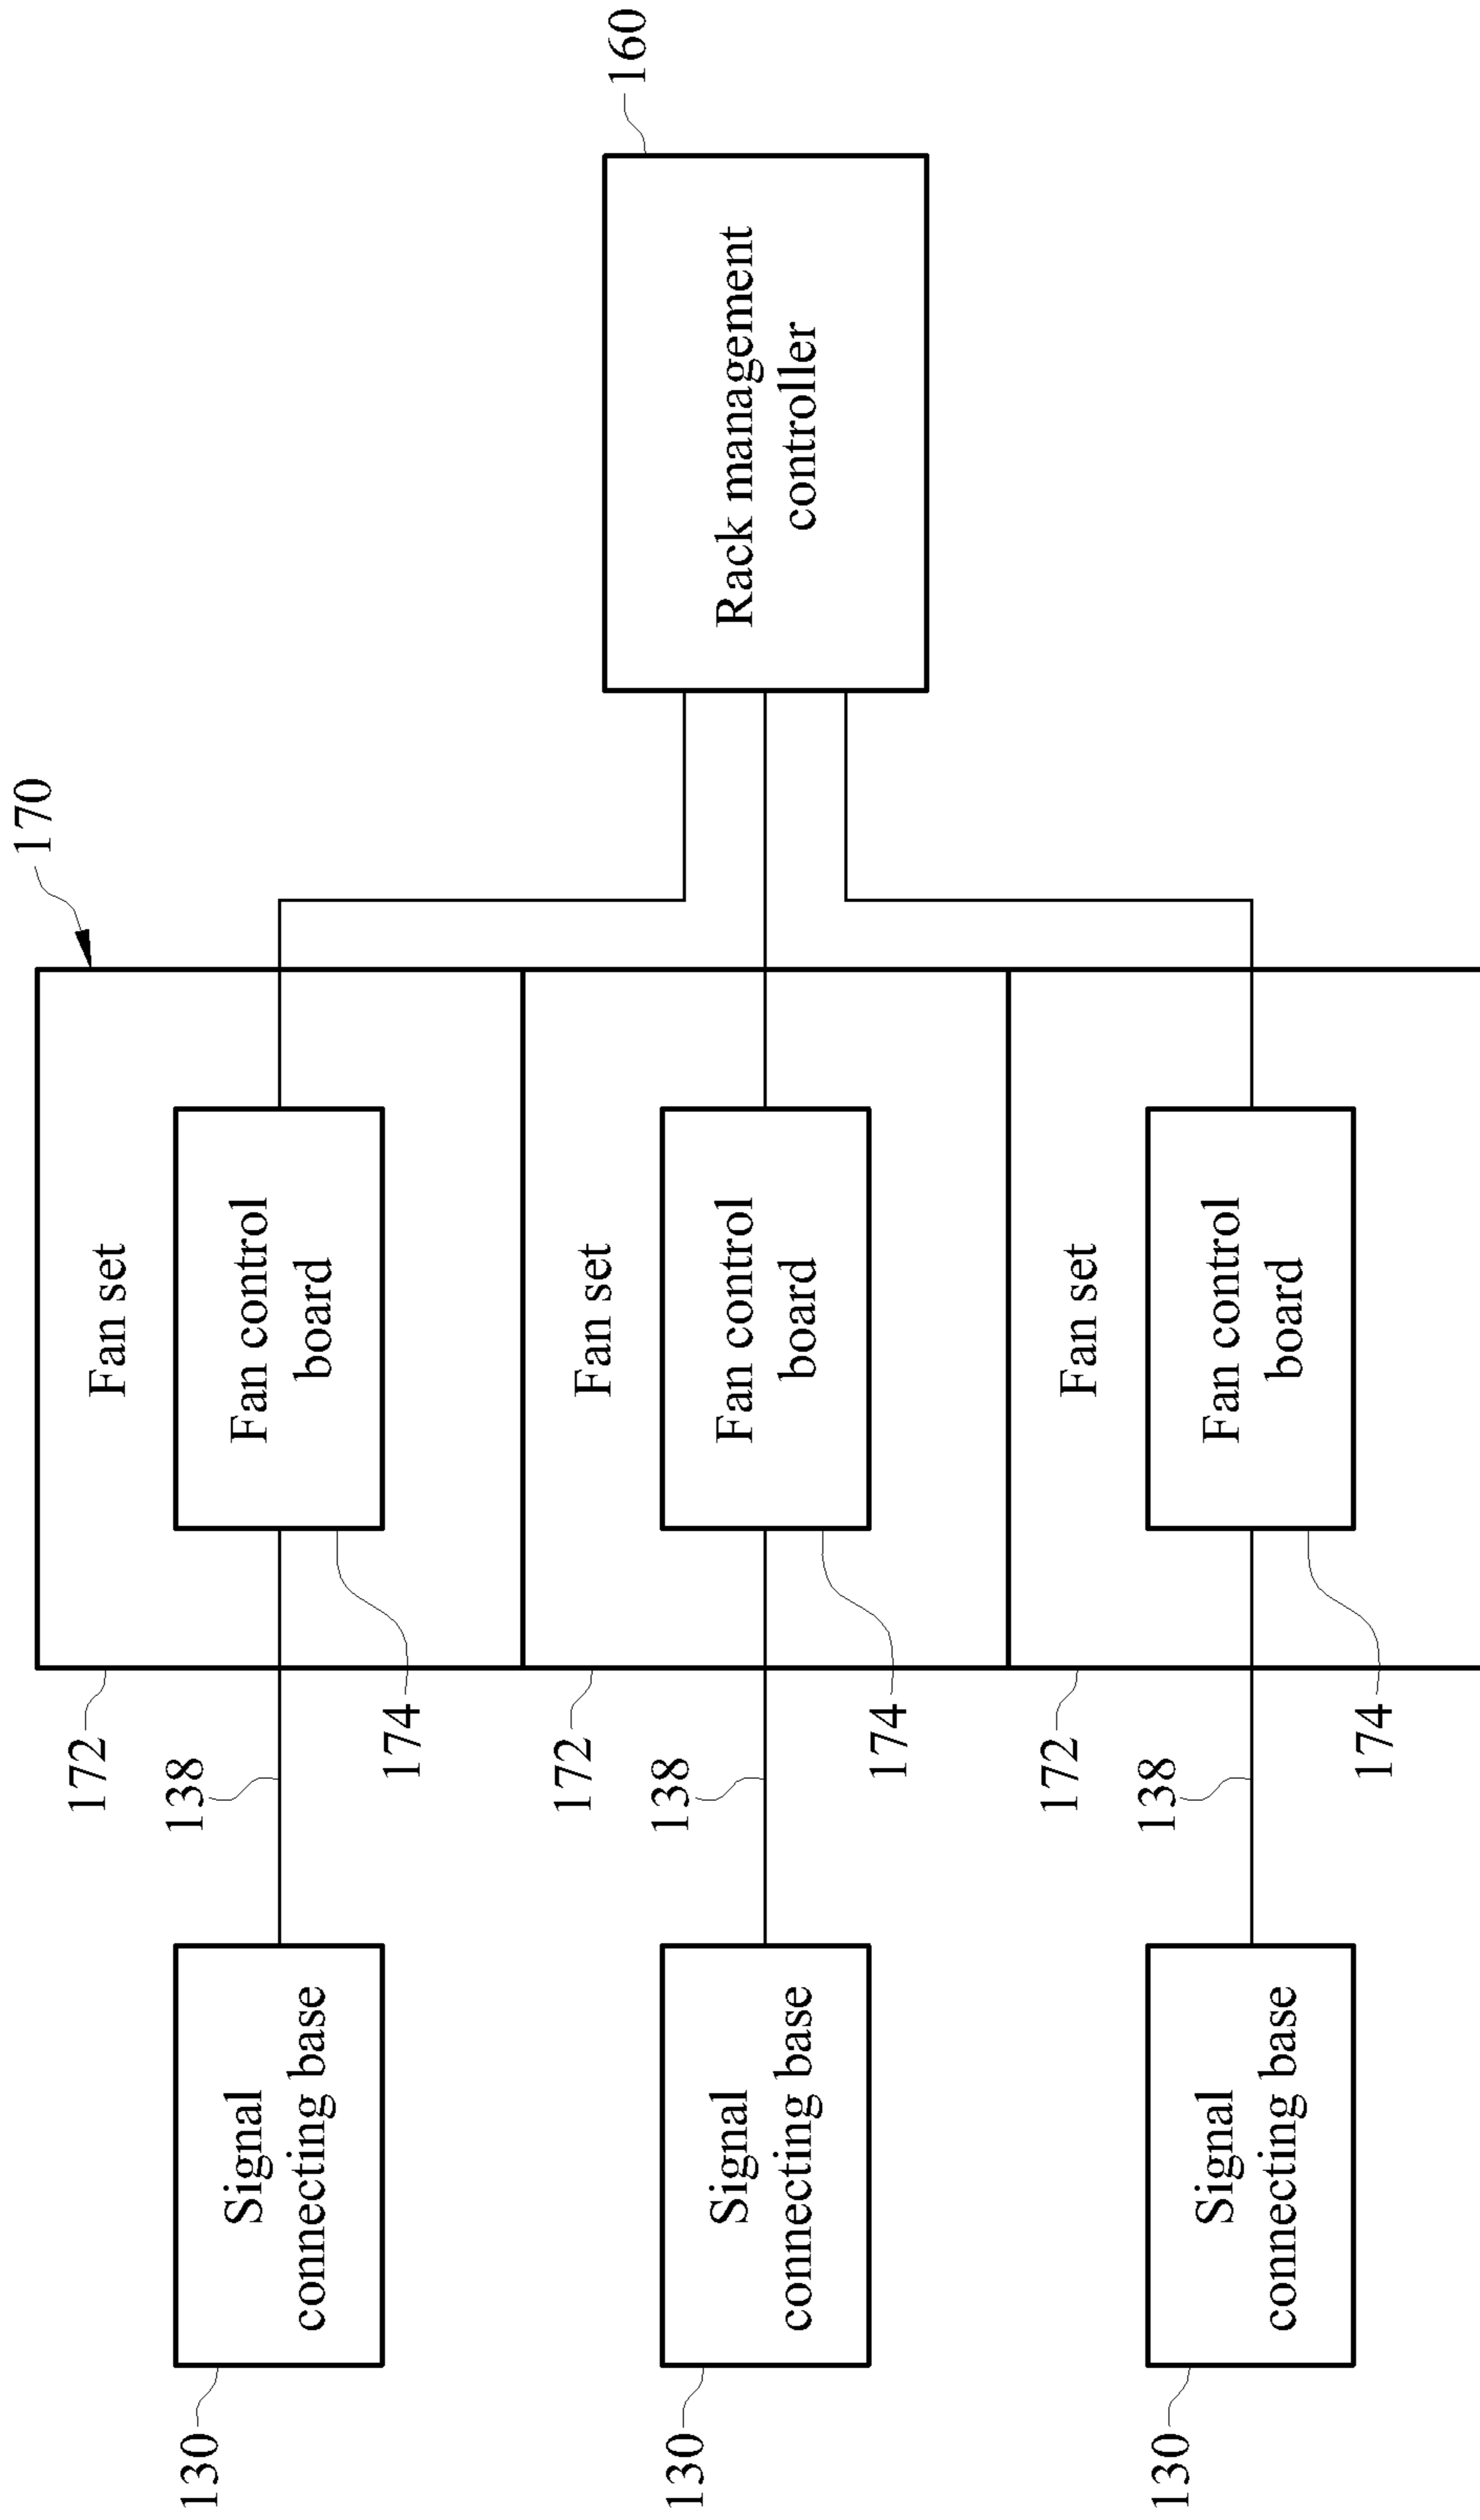 170
160
172
Fan set
130
Signal
connecting base
138
Fan control
board
174
172
Fan set
Rack management
controller
130
Signal
connecting base
138
Fan control
board
174
172
Fan set
130
Signal
connecting base
138
Fan control
board
174